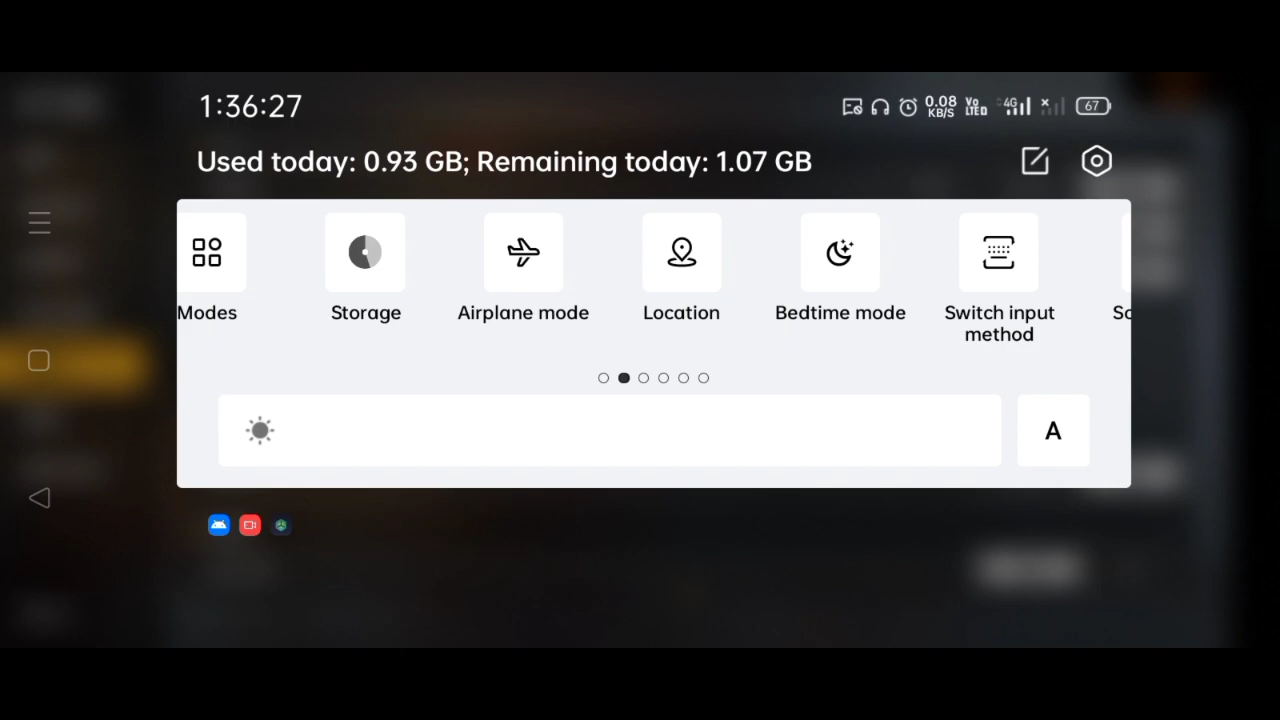 1:36:27
0.08
KB/S
Vo
LTE D
4G
67
Used today: 0.93 GB; Remaining today: 1.07 GB
Modes
Storage
Airplane mode
Location
Bedtime mode
Switch input
method
A